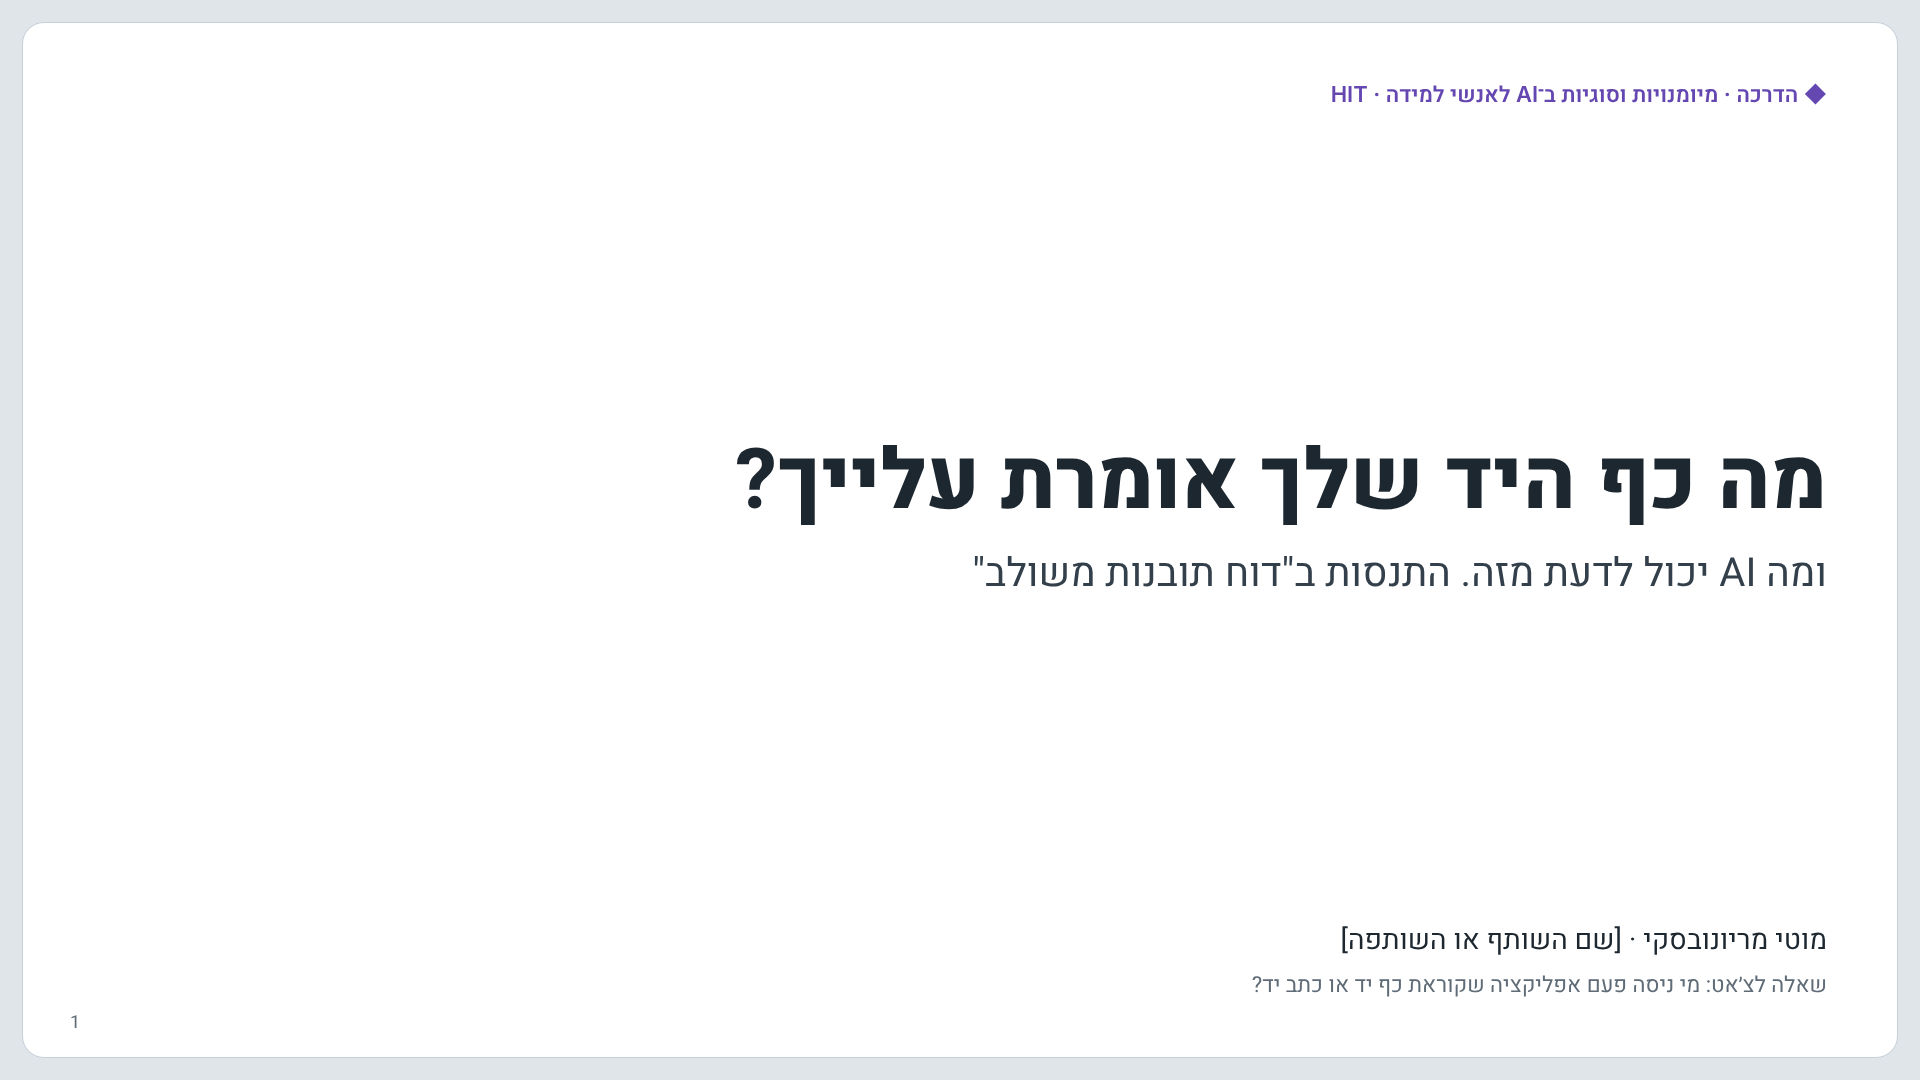 ◆ הדרכה · מיומנויות וסוגיות ב־AI לאנשי למידה · HIT
מה כף היד שלך אומרת עלייך?
ומה AI יכול לדעת מזה. התנסות ב"דוח תובנות משולב"
מוטי מריונובסקי · [שם השותף או השותפה]
שאלה לצ׳אט: מי ניסה פעם אפליקציה שקוראת כף יד או כתב יד?
1